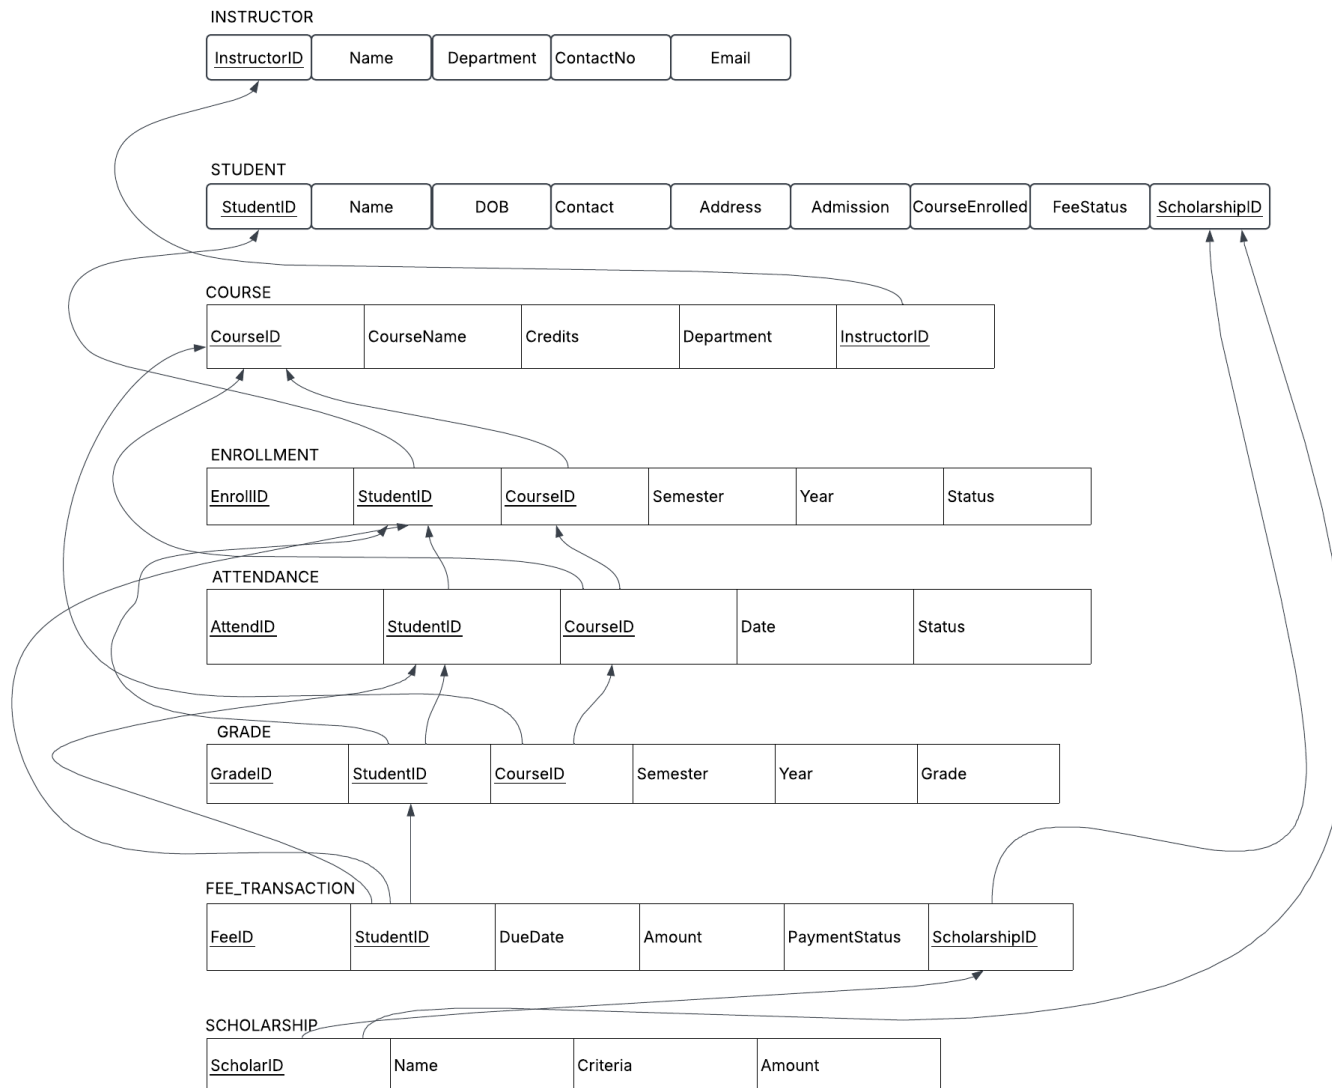 INSTRUCTOR
InstructorID Name Department ContactNo Email
STUDENT
StudentID Name DOB Contact Address Admission CourseEnrolled FeeStatus ScholarshipID
COURSE
CourseID CourseName Credits Department InstructorID
ENROLLMENT
EnrollID StudentID CourseID Semester Year Status
ATTENDANCE
AttendID StudentID CourseID Date Status
GRADE
GradeID StudentID CourseID Semester Year Grade
FEE_TRANSACTION
FeeID StudentID DueDate Amount PaymentStatus ScholarshipID
SCHOLARSHIP
ScholarID Name Criteria Amount